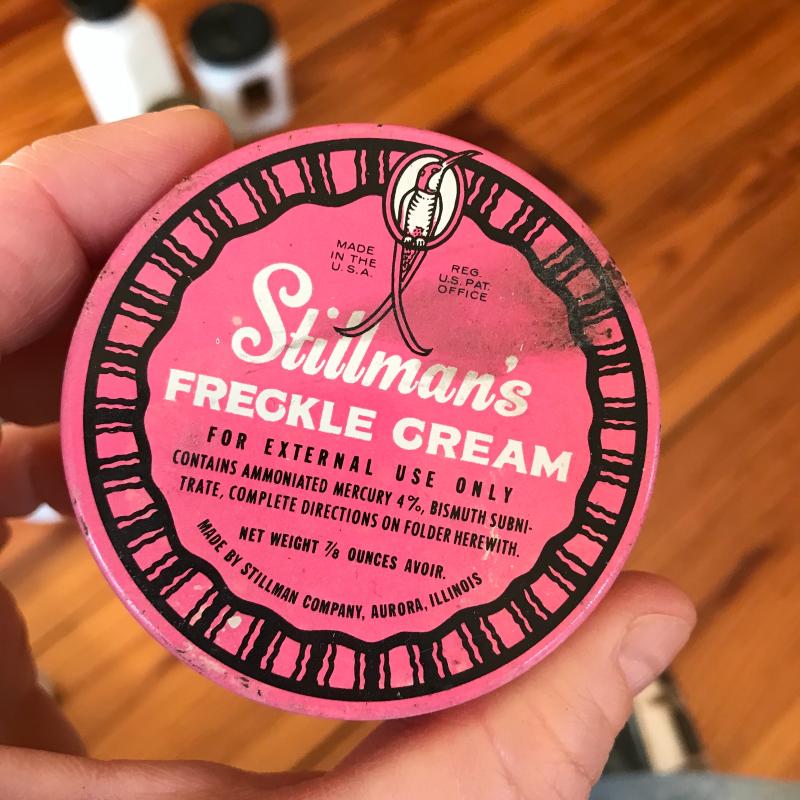 MADE
IN THE
U.S.A.
REG.
U.S. PAT.
OFFICE
Stillman's
FRECKLE CREAM
FOR EXTERNAL USE ONLY
CONTAINS AMMONIATED MERCURY 4%, BISMUTH SUBNI-
TRATE, COMPLETE DIRECTIONS ON FOLDER HEREWITH.
NET WEIGHT 7/8 OUNCES AVOIR.
MADE BY STILLMAN COMPANY, AURORA, ILLINOIS